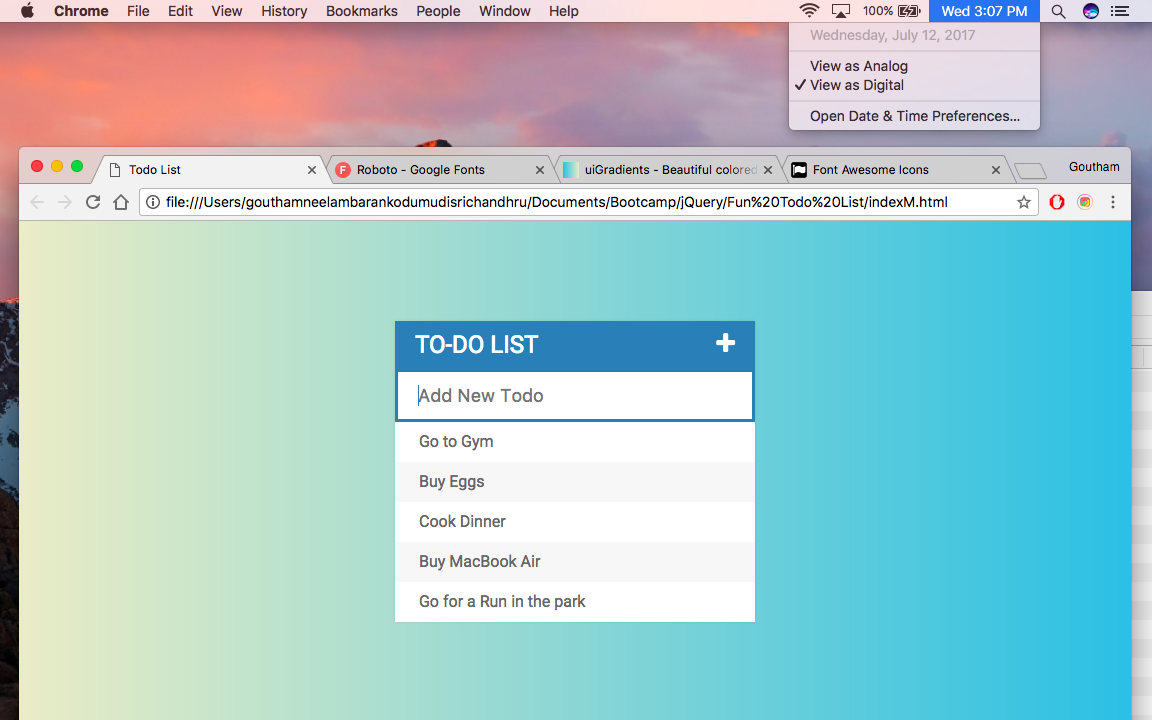 Chrome File Edit View History Bookmarks People Window Help 100% Wed 3:07 PM
Wednesday, July 12, 2017
View as Analog
✓ View as Digital
Open Date & Time Preferences...
Todo List Roboto - Google Fonts uiGradients - Beautiful colored Font Awesome Icons Goutham
file:///Users/gouthamneelambarankodumudisrichandhru/Documents/Bootcamp/jQuery/Fun%20Todo%20List/indexM.html
TO-DO LIST
Add New Todo
Go to Gym
Buy Eggs
Cook Dinner
Buy MacBook Air
Go for a Run in the park